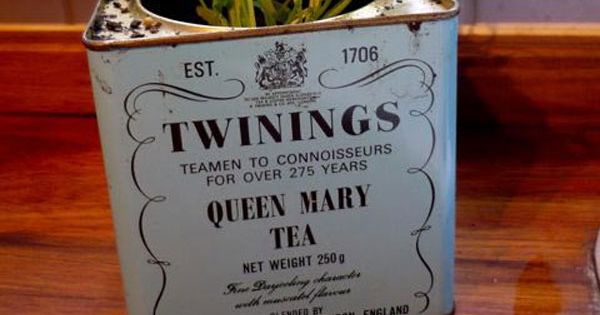 EST. 1706
TWININGS
TEAMEN TO CONNOISSEURS
FOR OVER 275 YEARS
QUEEN MARY
TEA
NET WEIGHT 250 g
Fine Darjeeling character
with muscatel flavour
BLENDED BY
ENGLAND